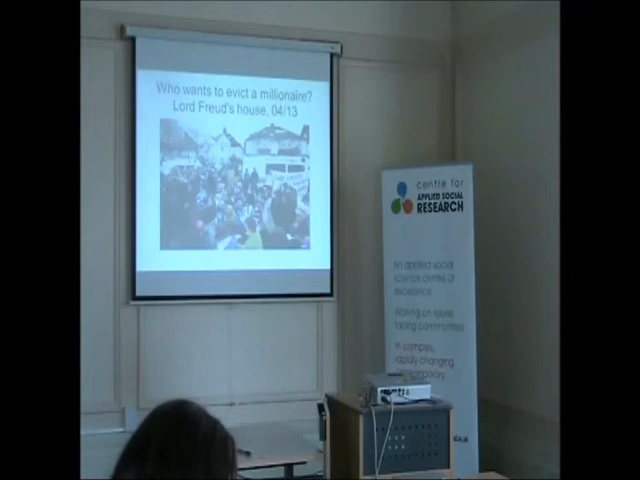 Who wants to evict a millionaire?
Lord Freud's house, 04/13
centre for
APPLIED SOCIAL
RESEARCH
An applied social
science centre of
excellence
Working on issues
facing communities
In complex,
rapidly changing